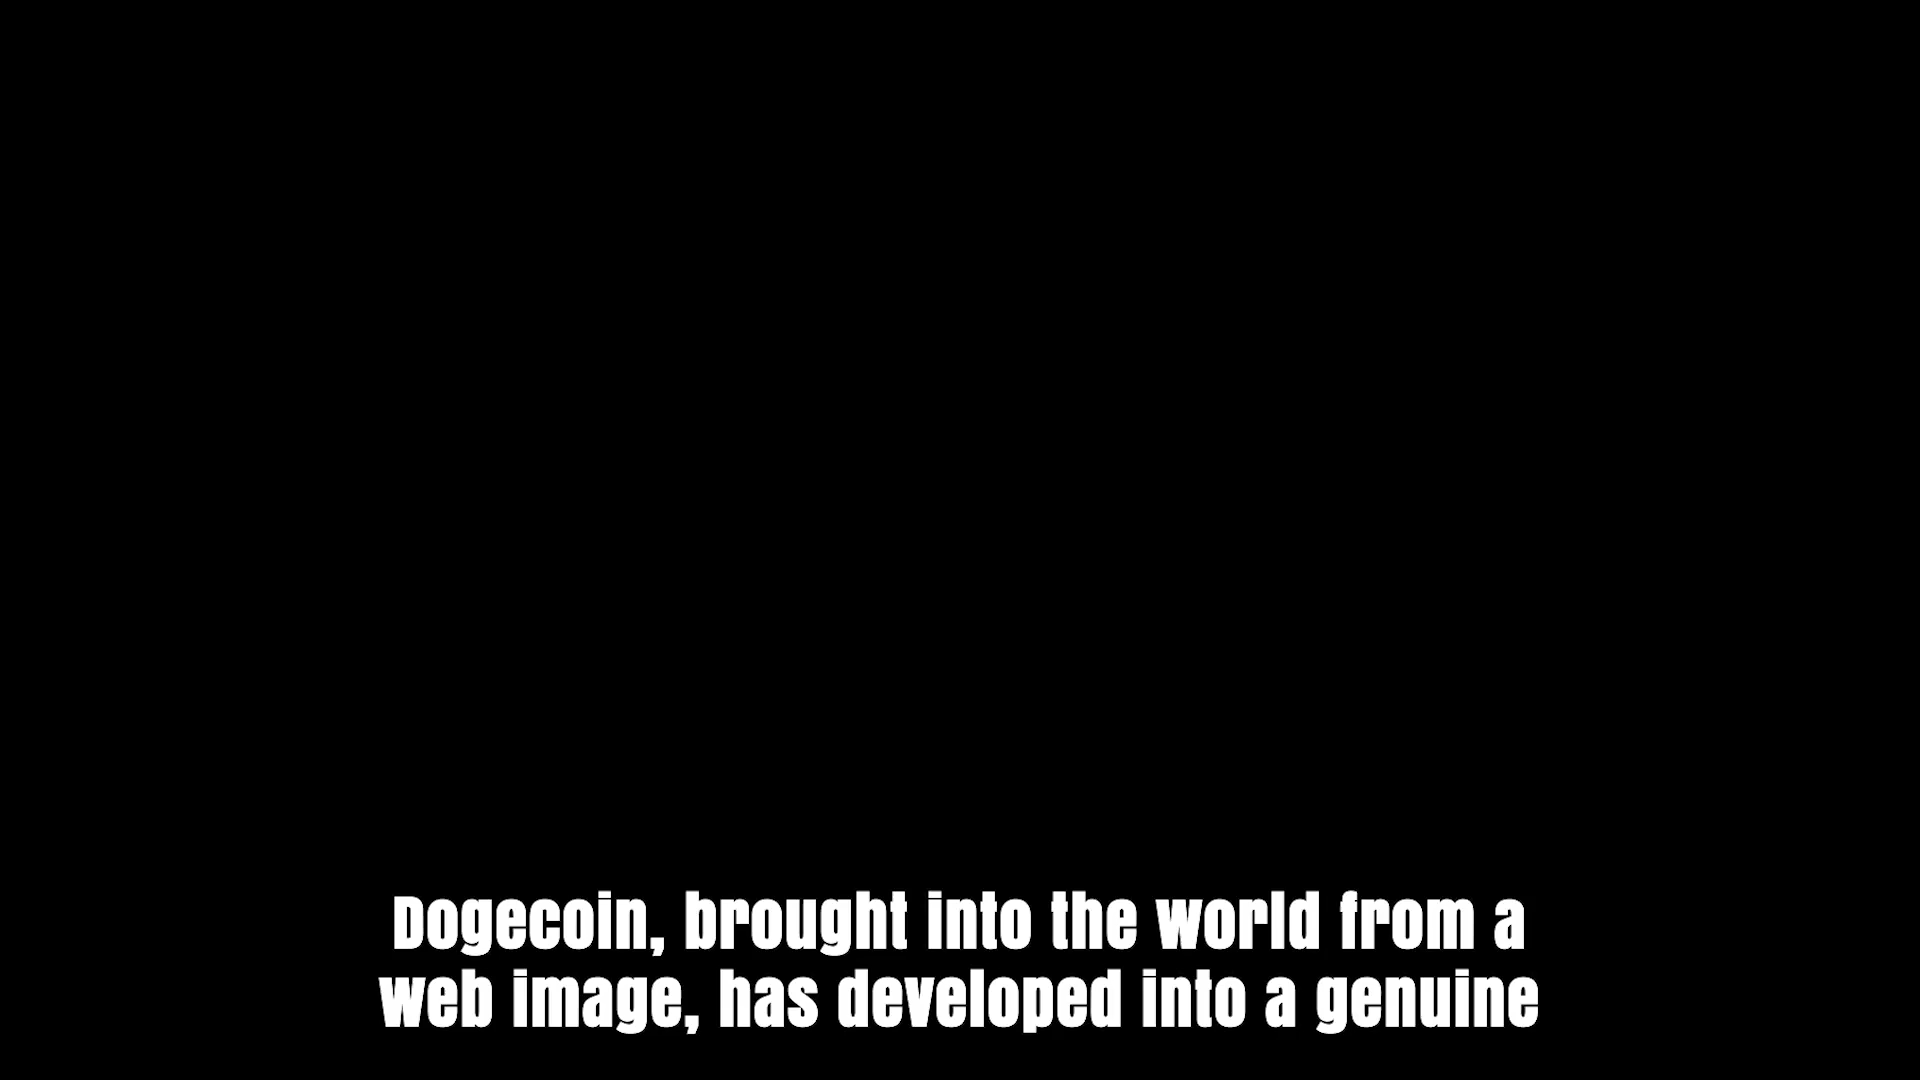 Dogecoin, brought into the world from a
web image, has developed into a genuine